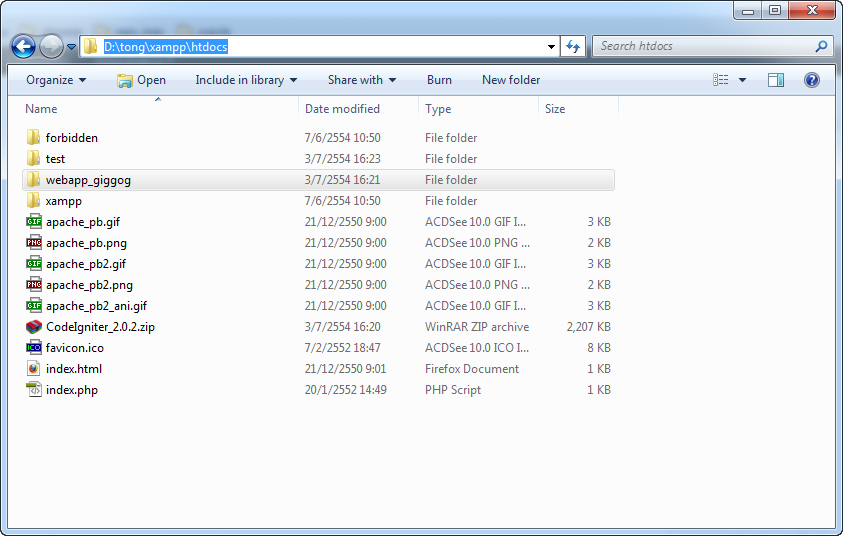 D:\tong\xampp\htdocs Search htdocs
Organize Open Include in library Share with Burn New folder
Name Date modified Type Size
forbidden 7/6/2554 10:50 File folder
test 3/7/2554 16:23 File folder
webapp_giggog 3/7/2554 16:21 File folder
xampp 7/6/2554 10:50 File folder
apache_pb.gif 21/12/2550 9:00 ACDSee 10.0 GIF I... 3 KB
apache_pb.png 21/12/2550 9:00 ACDSee 10.0 PNG ... 2 KB
apache_pb2.gif 21/12/2550 9:00 ACDSee 10.0 GIF I... 3 KB
apache_pb2.png 21/12/2550 9:00 ACDSee 10.0 PNG ... 2 KB
apache_pb2_ani.gif 21/12/2550 9:00 ACDSee 10.0 GIF I... 3 KB
CodeIgniter_2.0.2.zip 3/7/2554 16:20 WinRAR ZIP archive 2,207 KB
favicon.ico 7/2/2552 18:47 ACDSee 10.0 ICO I... 8 KB
index.html 21/12/2550 9:01 Firefox Document 1 KB
index.php 20/1/2552 14:49 PHP Script 1 KB